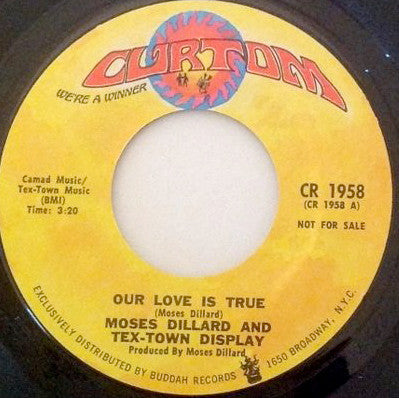 CURTOM
WE'RE A WINNER
Camad Music/
Tex-Town Music
(BMI)
Time: 3:20
CR 1958
(CR 1958 A)
NOT FOR SALE
OUR LOVE IS TRUE
(Moses Dillard)
MOSES DILLARD AND
TEX-TOWN DISPLAY
Produced By Moses Dillard
EXCLUSIVELY DISTRIBUTED BY BUDDAH RECORDS 1650 BROADWAY, N.Y.C.